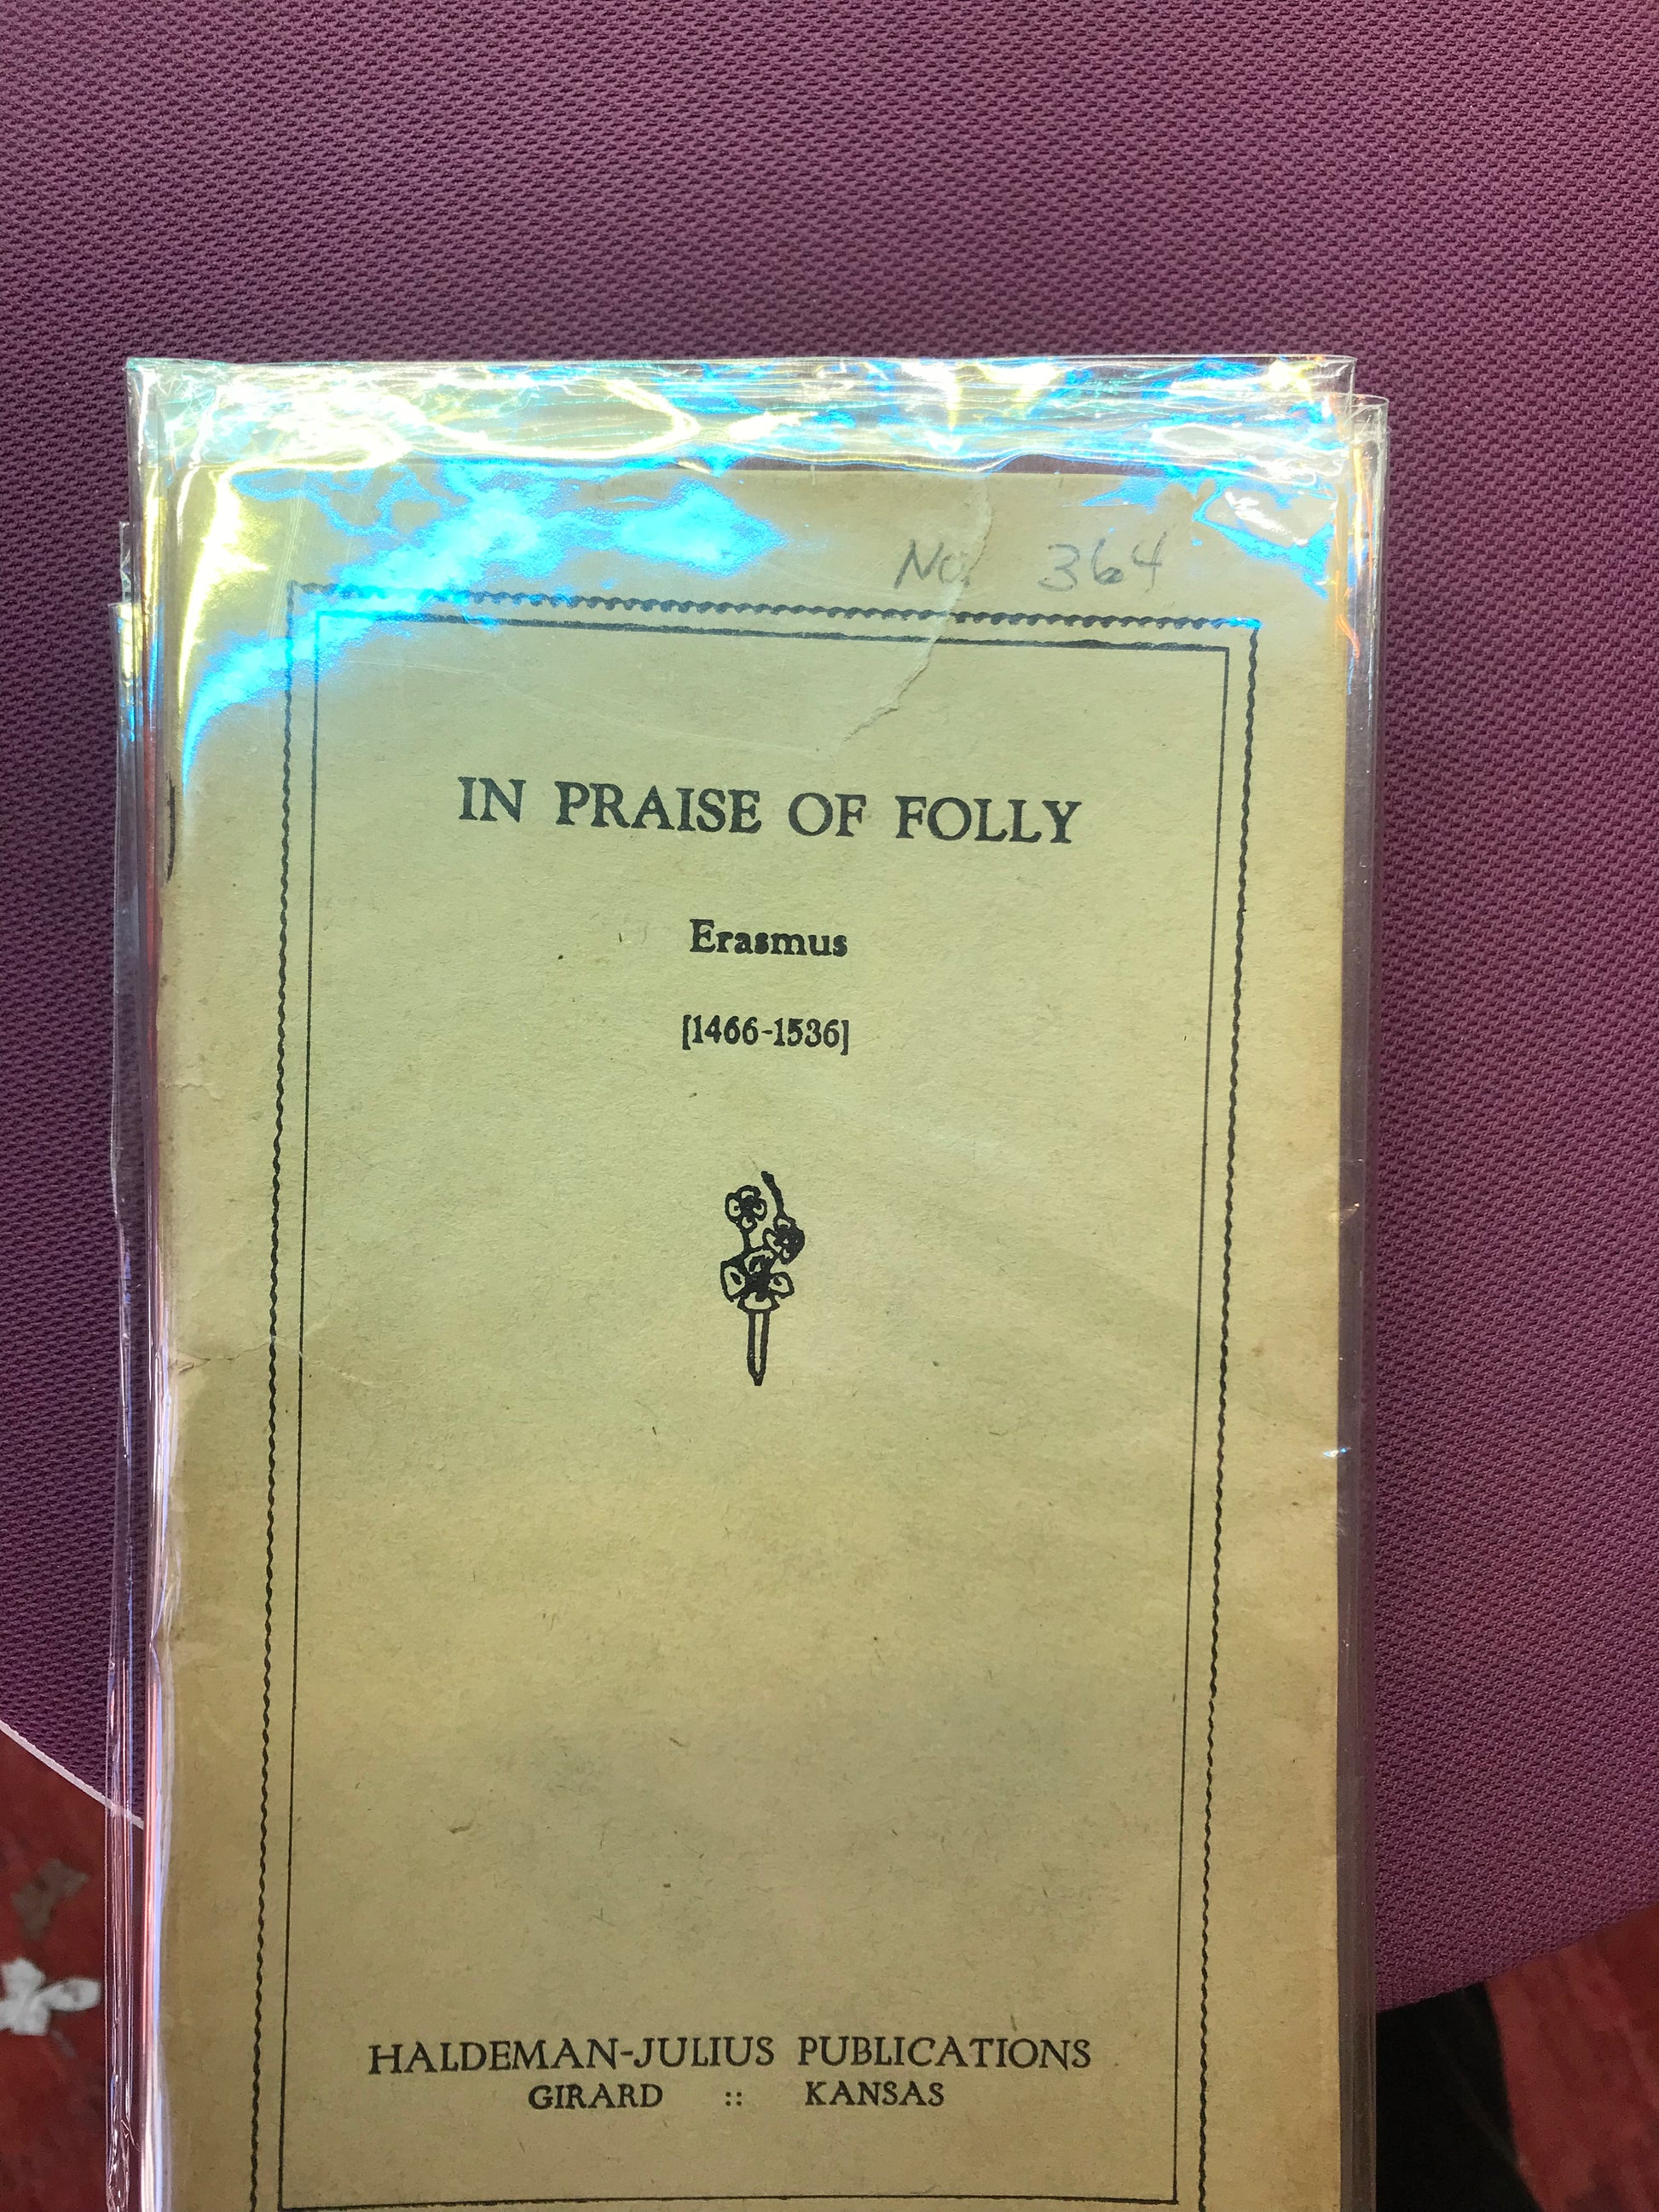 No. 364
IN PRAISE OF FOLLY
Erasmus
[1466-1536]
HALDEMAN-JULIUS PUBLICATIONS
GIRARD :: KANSAS